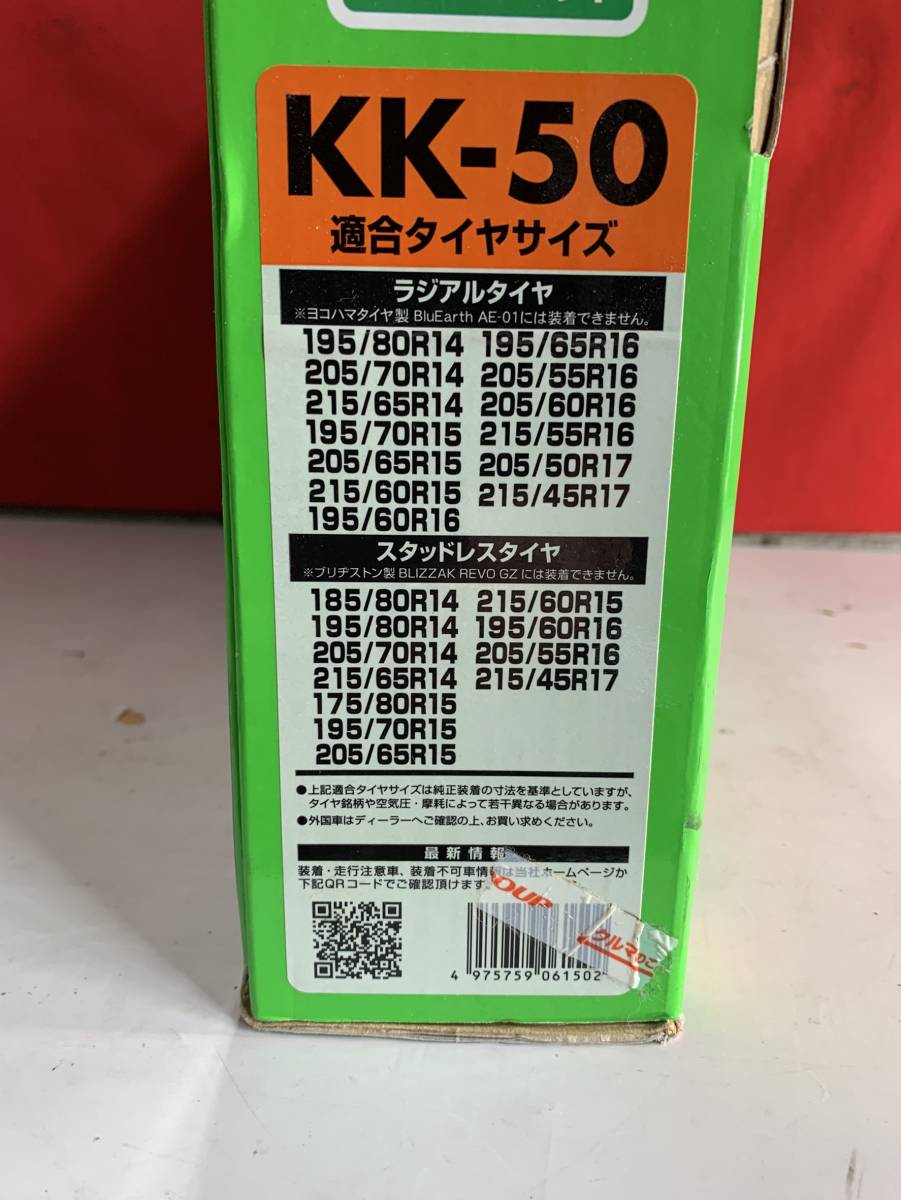 KK-50
適合タイヤサイズ
ラジアルタイヤ
※ヨコハマタイヤ製 BluEarth AE-01には装着できません。
195/80R14 195/65R16
205/70R14 205/55R16
215/65R14 205/60R16
195/70R15 215/55R16
205/65R15 205/50R17
215/60R15 215/45R17
195/60R16
スタッドレスタイヤ
※ブリヂストン製 BLIZZAK REVO GZ には装着できません。
185/80R14 215/60R15
195/80R14 195/60R16
205/70R14 205/55R16
215/65R14 215/45R17
175/80R15
195/70R15
205/65R15
●上記適合タイヤサイズは純正装着の寸法を基準としていますが、
タイヤ銘柄や空気圧・摩耗によって若干異なる場合があります。
●外国車はディーラーへご確認の上、お買い求めください。
最新情報
装着・走行注意車、装着不可車情報は当社ホームページか
下記QRコードでご確認頂けます。
OUP
クルマのこ
4 975759 061502